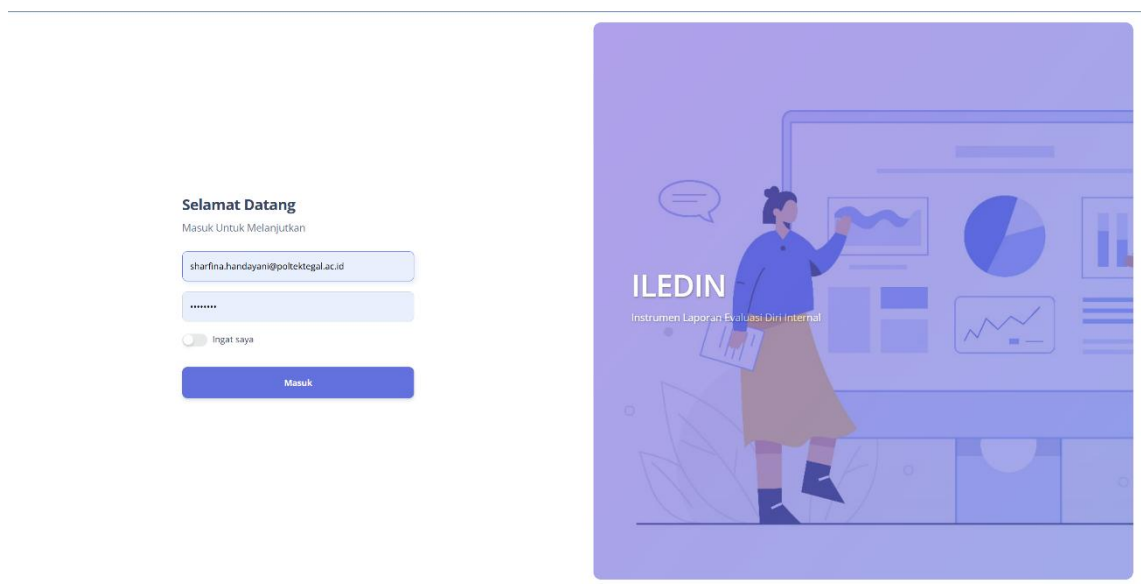 Selamat Datang
Masuk Untuk Melanjutkan
sharfina.handayani@poltektegal.ac.id
••••••••
Ingat saya
Masuk
ILEDIN
Instrumen Laporan Evaluasi Diri Internal